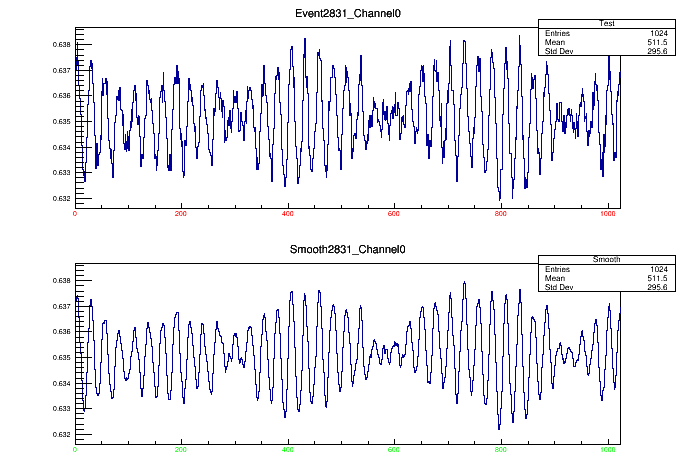 Event2831_Channel0
Test
Entries 1024
Mean 511.5
Std Dev 295.6
0.638
0.637
0.636
0.635
0.634
0.633
0.632
0 200 400 600 800 1000
Smooth2831_Channel0
Smooth
Entries 1024
Mean 511.5
Std Dev 295.6
0.638
0.637
0.636
0.635
0.634
0.633
0.632
0 200 400 600 800 1000